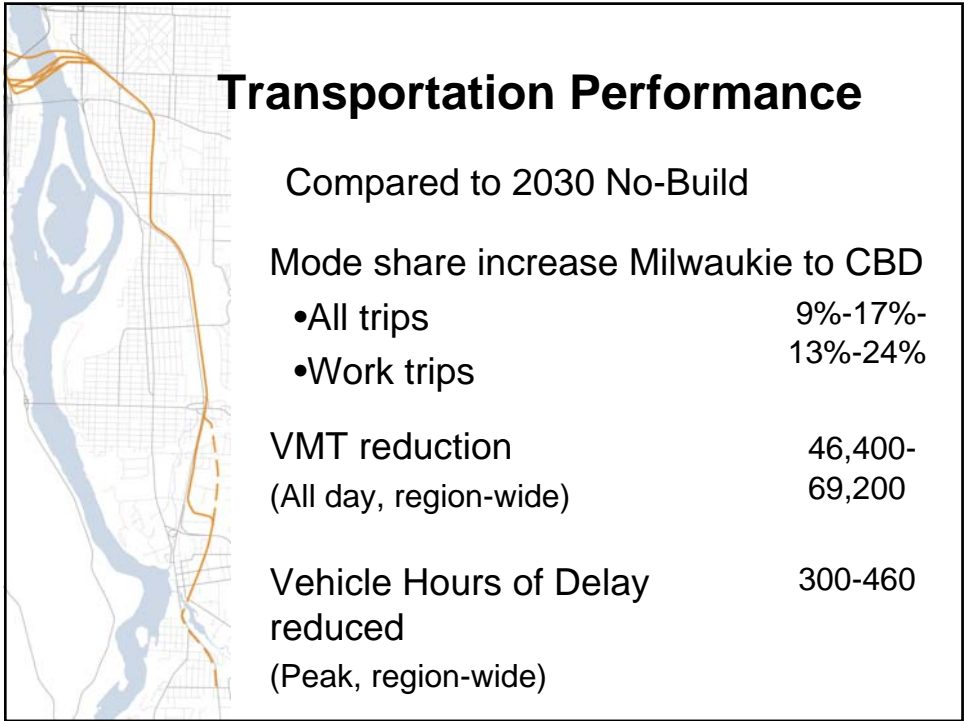 Transportation Performance
Compared to 2030 No-Build
Mode share increase Milwaukie to CBD
•All trips
9%-17%-
•Work trips
13%-24%
VMT reduction
46,400-
(All day, region-wide)
69,200
Vehicle Hours of Delay
300-460
reduced
(Peak, region-wide)